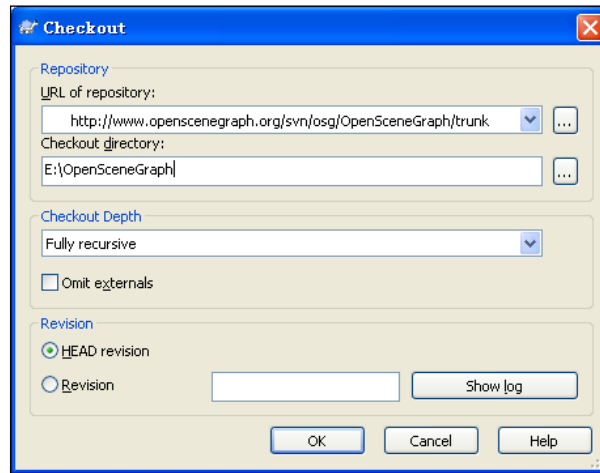 Checkout
Repository
URL of repository:
http://www.openscenegraph.org/svn/osg/OpenSceneGraph/trunk
...
Checkout directory:
E:\OpenSceneGraph
...
Checkout Depth
Fully recursive
Omit externals
Revision
HEAD revision
Revision
Show log
OK
Cancel
Help